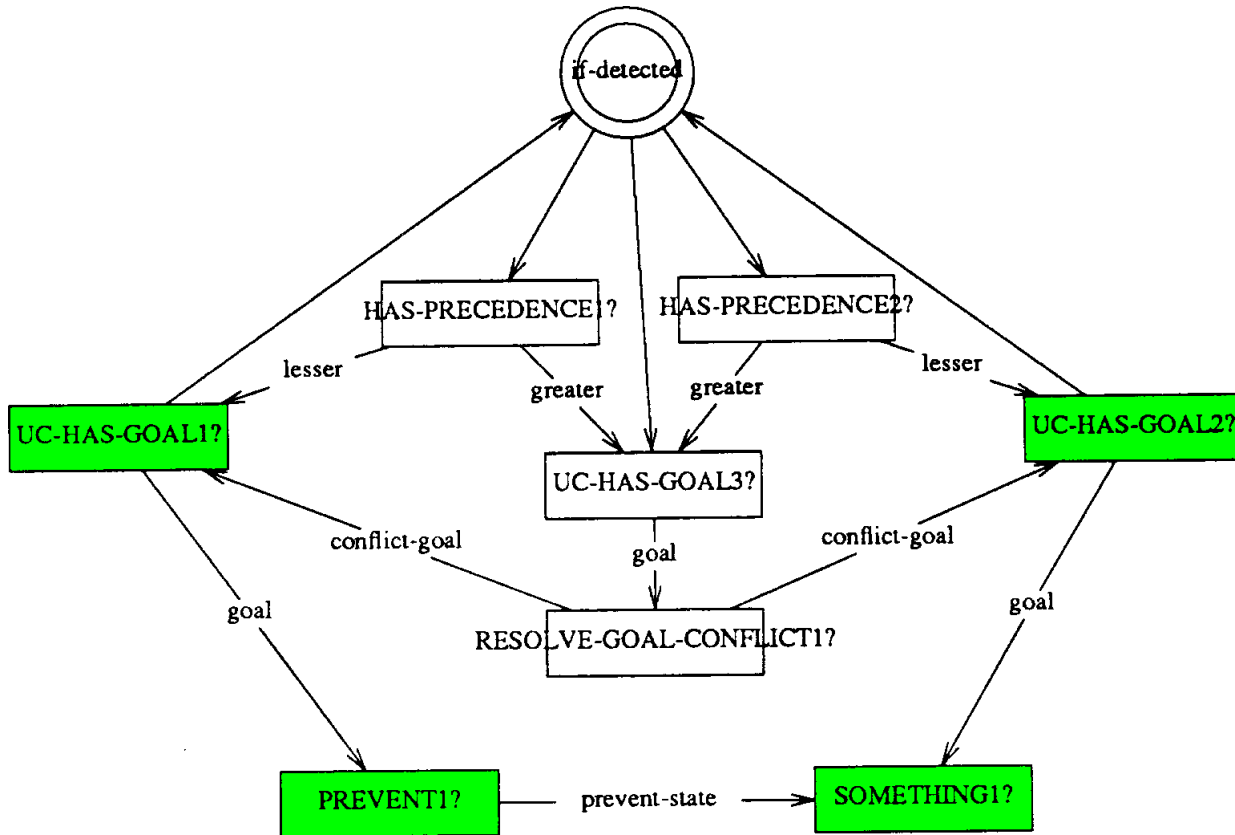 if-detected
HAS-PRECEDENCE1?
HAS-PRECEDENCE2?
lesser
greater
greater
lesser
UC-HAS-GOAL1?
UC-HAS-GOAL2?
UC-HAS-GOAL3?
conflict-goal
goal
conflict-goal
goal
goal
RESOLVE-GOAL-CONFLICT1?
PREVENT1?
prevent-state
SOMETHING1?